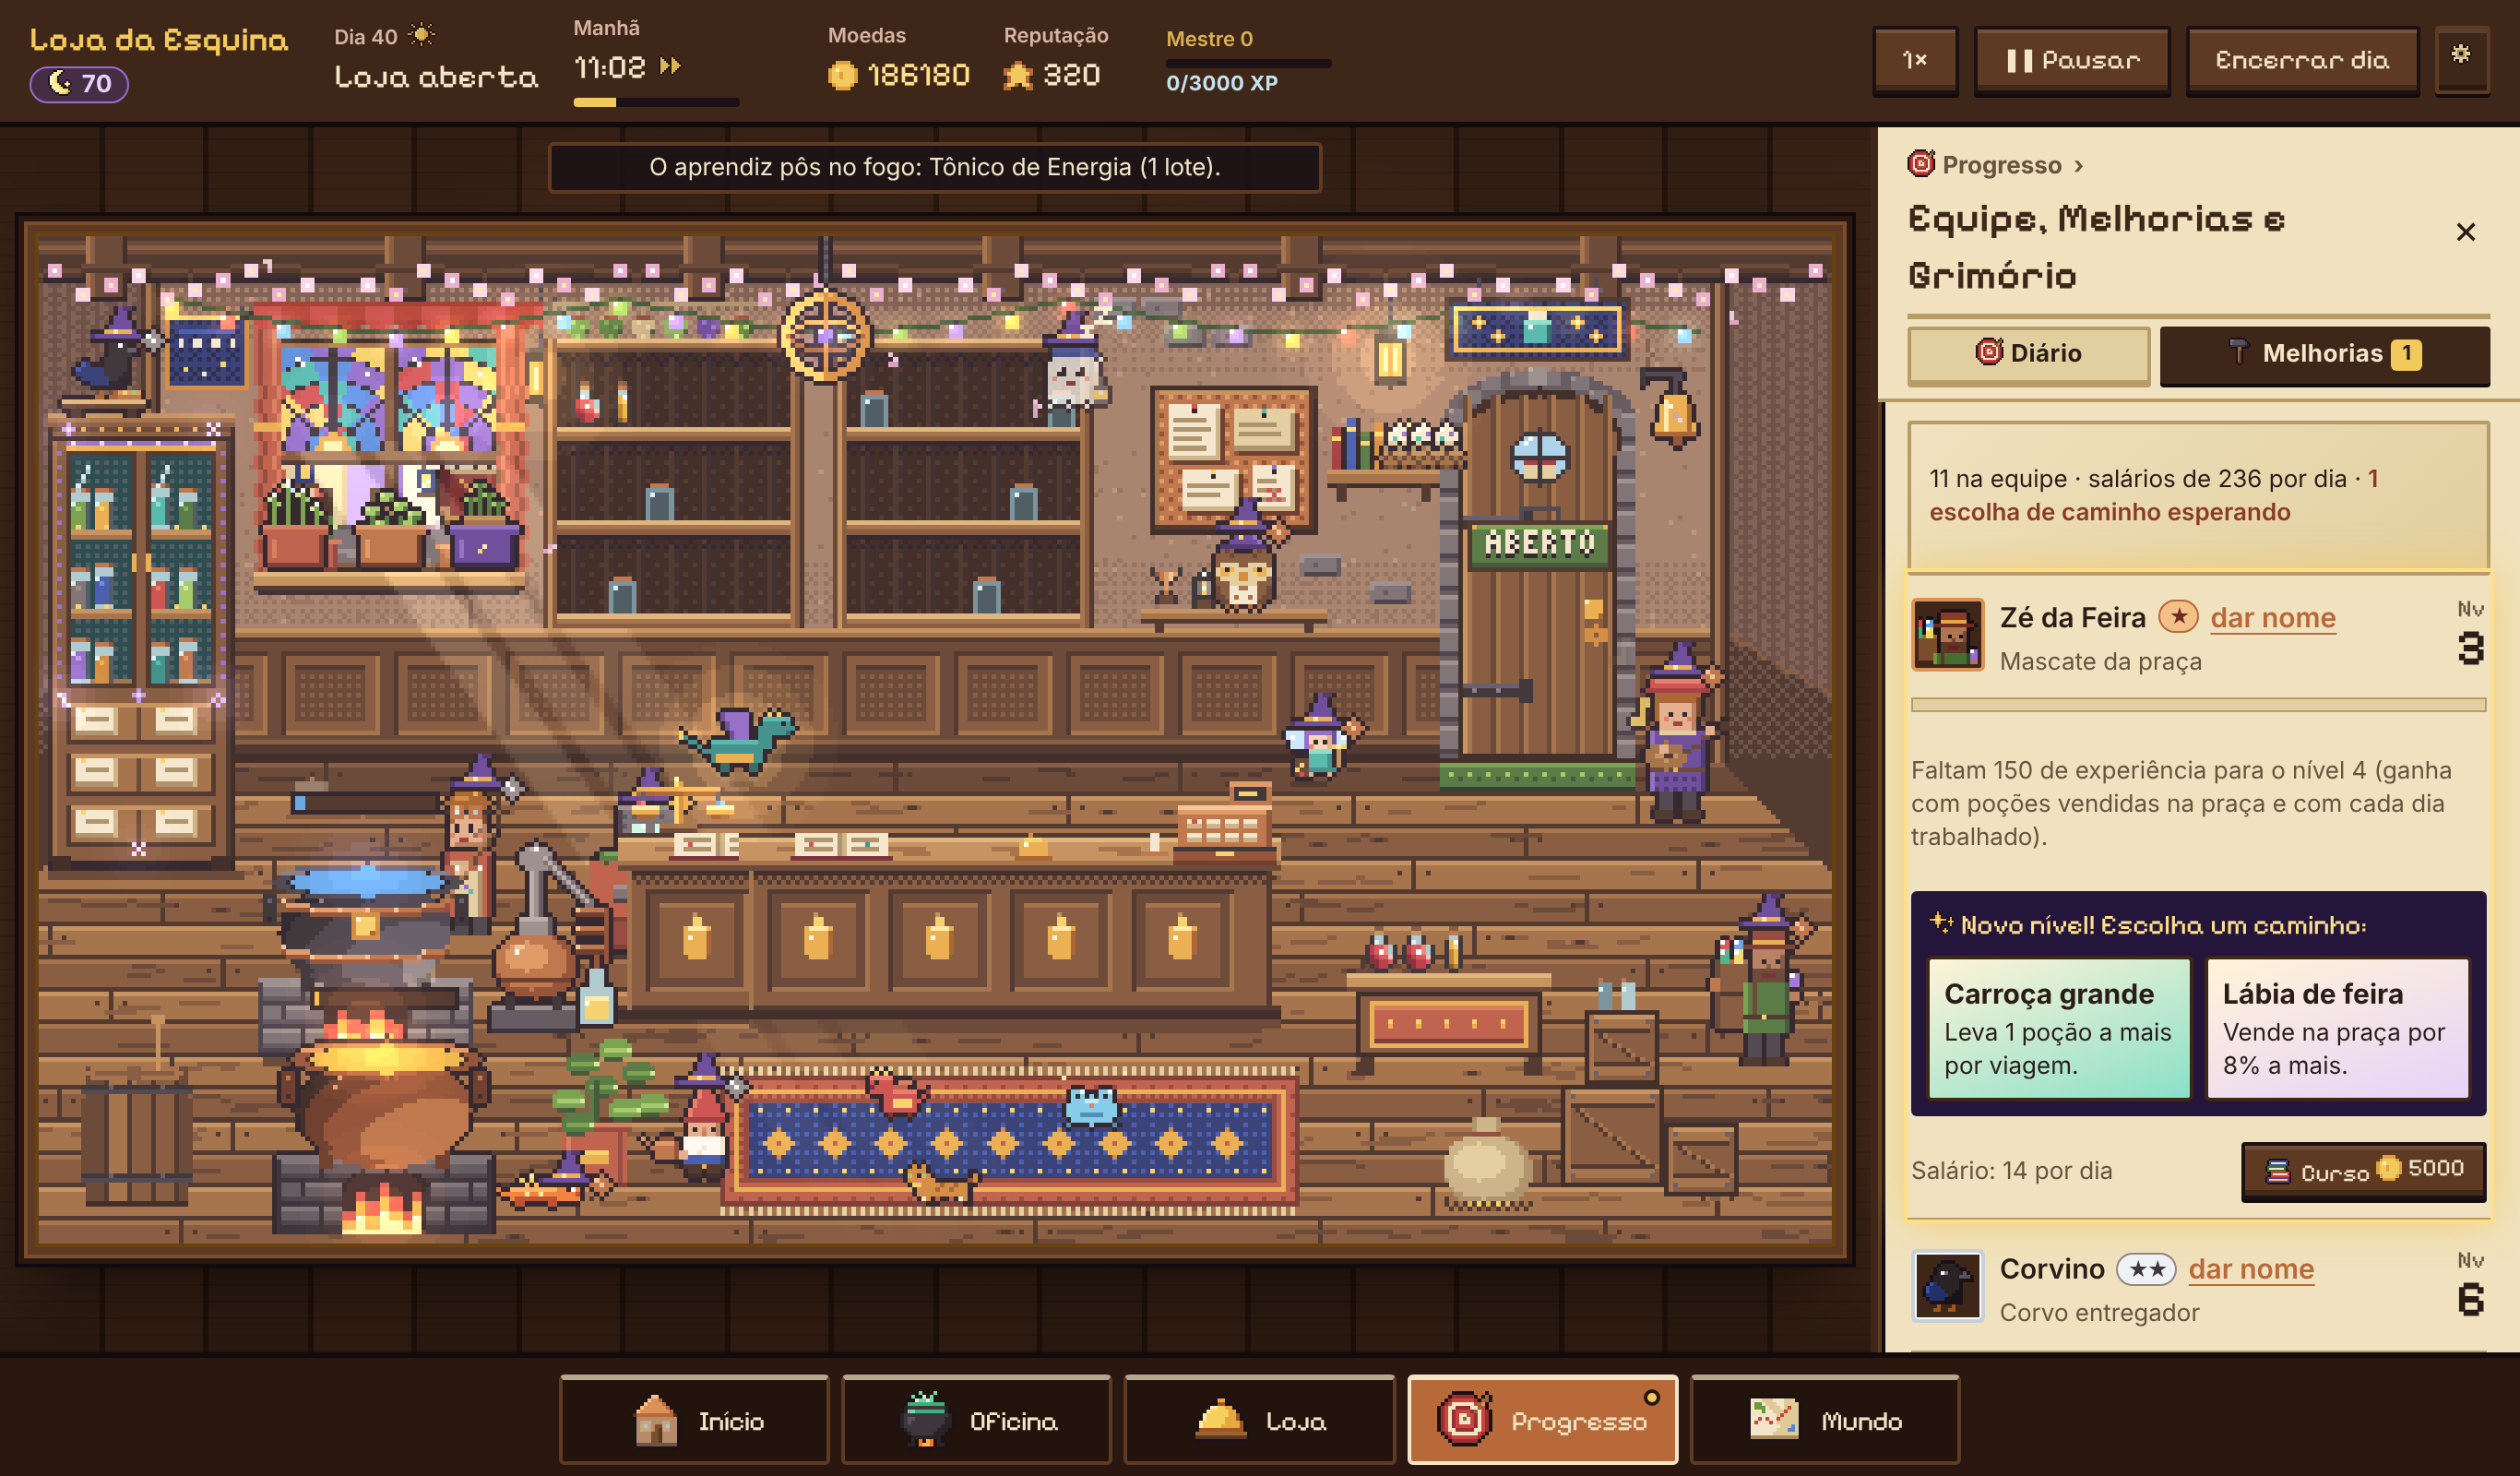 Loja da Esquina
70
Dia 40
Loja aberta
Manhã
11:02
Moedas
186180
Reputação
320
Mestre 0
0/3000 XP
1×
Pausar
Encerrar dia
O aprendiz pôs no fogo: Tônico de Energia (1 lote).
ABERTO
Progresso ›
Equipe, Melhorias e
Grimório
×
Diário
Melhorias 1
11 na equipe · salários de 236 por dia · 1
escolha de caminho esperando
Zé da Feira ★ dar nome
Mascate da praça
Nv
3
Faltam 150 de experiência para o nível 4 (ganha
com poções vendidas na praça e com cada dia
trabalhado).
Novo nível! Escolha um caminho:
Carroça grande
Leva 1 poção a mais
por viagem.
Lábia de feira
Vende na praça por
8% a mais.
Salário: 14 por dia
Curso 5000
Corvino ★★ dar nome
Corvo entregador
Nv
6
Início
Oficina
Loja
Progresso
Mundo